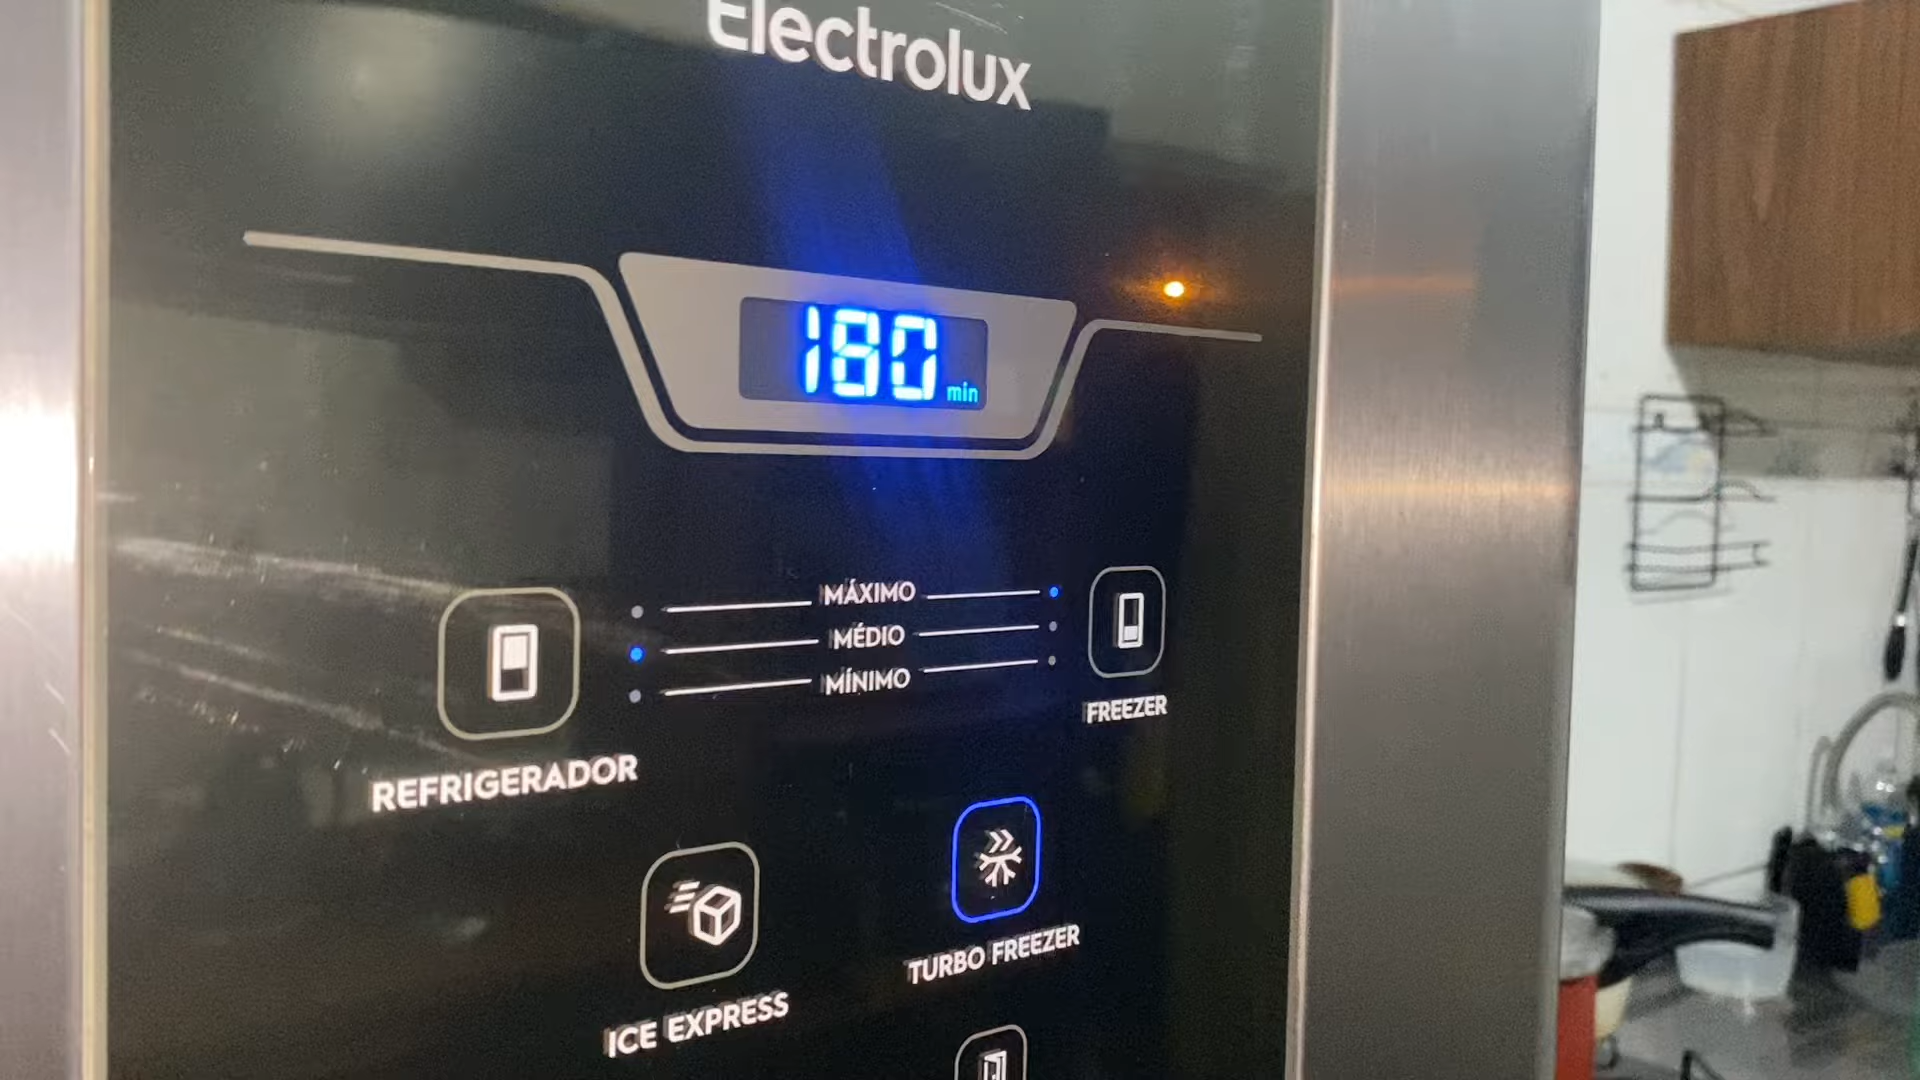 Electrolux
180 min
MÁXIMO
MÉDIO
MÍNIMO
REFRIGERADOR
FREEZER
ICE EXPRESS
TURBO FREEZER